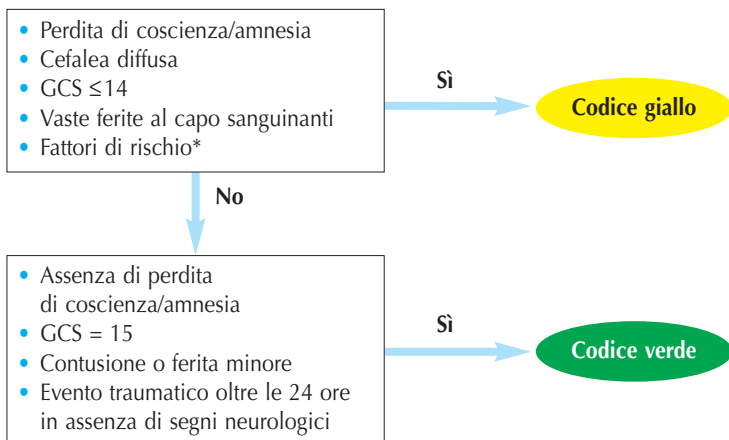 • Perdita di coscienza/amnesia
• Cefalea diffusa
• GCS ≤14
• Vaste ferite al capo sanguinanti
• Fattori di rischio*
Sì
Codice giallo
No
• Assenza di perdita
di coscienza/amnesia
• GCS = 15
• Contusione o ferita minore
• Evento traumatico oltre le 24 ore
in assenza di segni neurologici
Sì
Codice verde